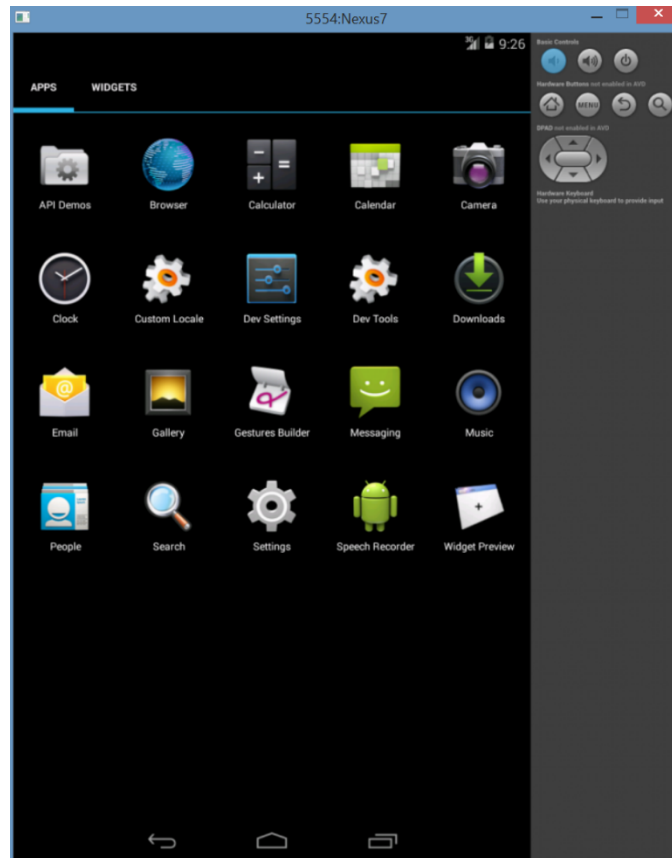 5554:Nexus7
3G 9:26
APPS WIDGETS
API Demos Browser Calculator Calendar Camera
Clock Custom Locale Dev Settings Dev Tools Downloads
Email Gallery Gestures Builder Messaging Music
People Search Settings Speech Recorder Widget Preview
Basic Controls
Hardware Buttons not enabled in AVD
MENU
DPAD not enabled in AVD
Hardware Keyboard
Use your physical keyboard to provide input